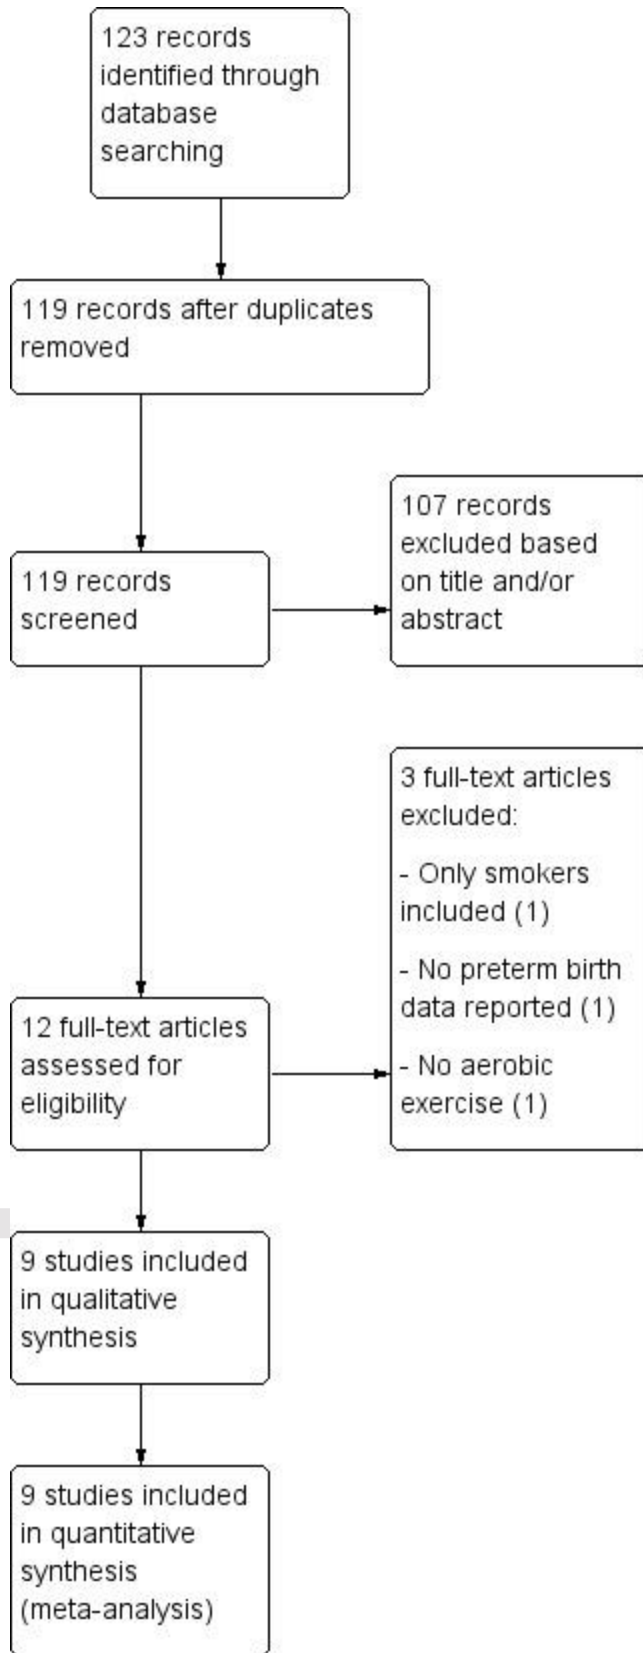 123 records
identified through
database
searching
119 records after duplicates
removed
107 records
excluded based
on title and/or
abstract
119 records
screened
3 full-text articles
excluded:
- Only smokers
included (1)
- No preterm birth
data reported (1)
- No aerobic
exercise (1)
12 full-text articles
assessed for
eligibility
9 studies included
in qualitative
synthesis
9 studies included
in quantitative
synthesis
(meta-analysis)